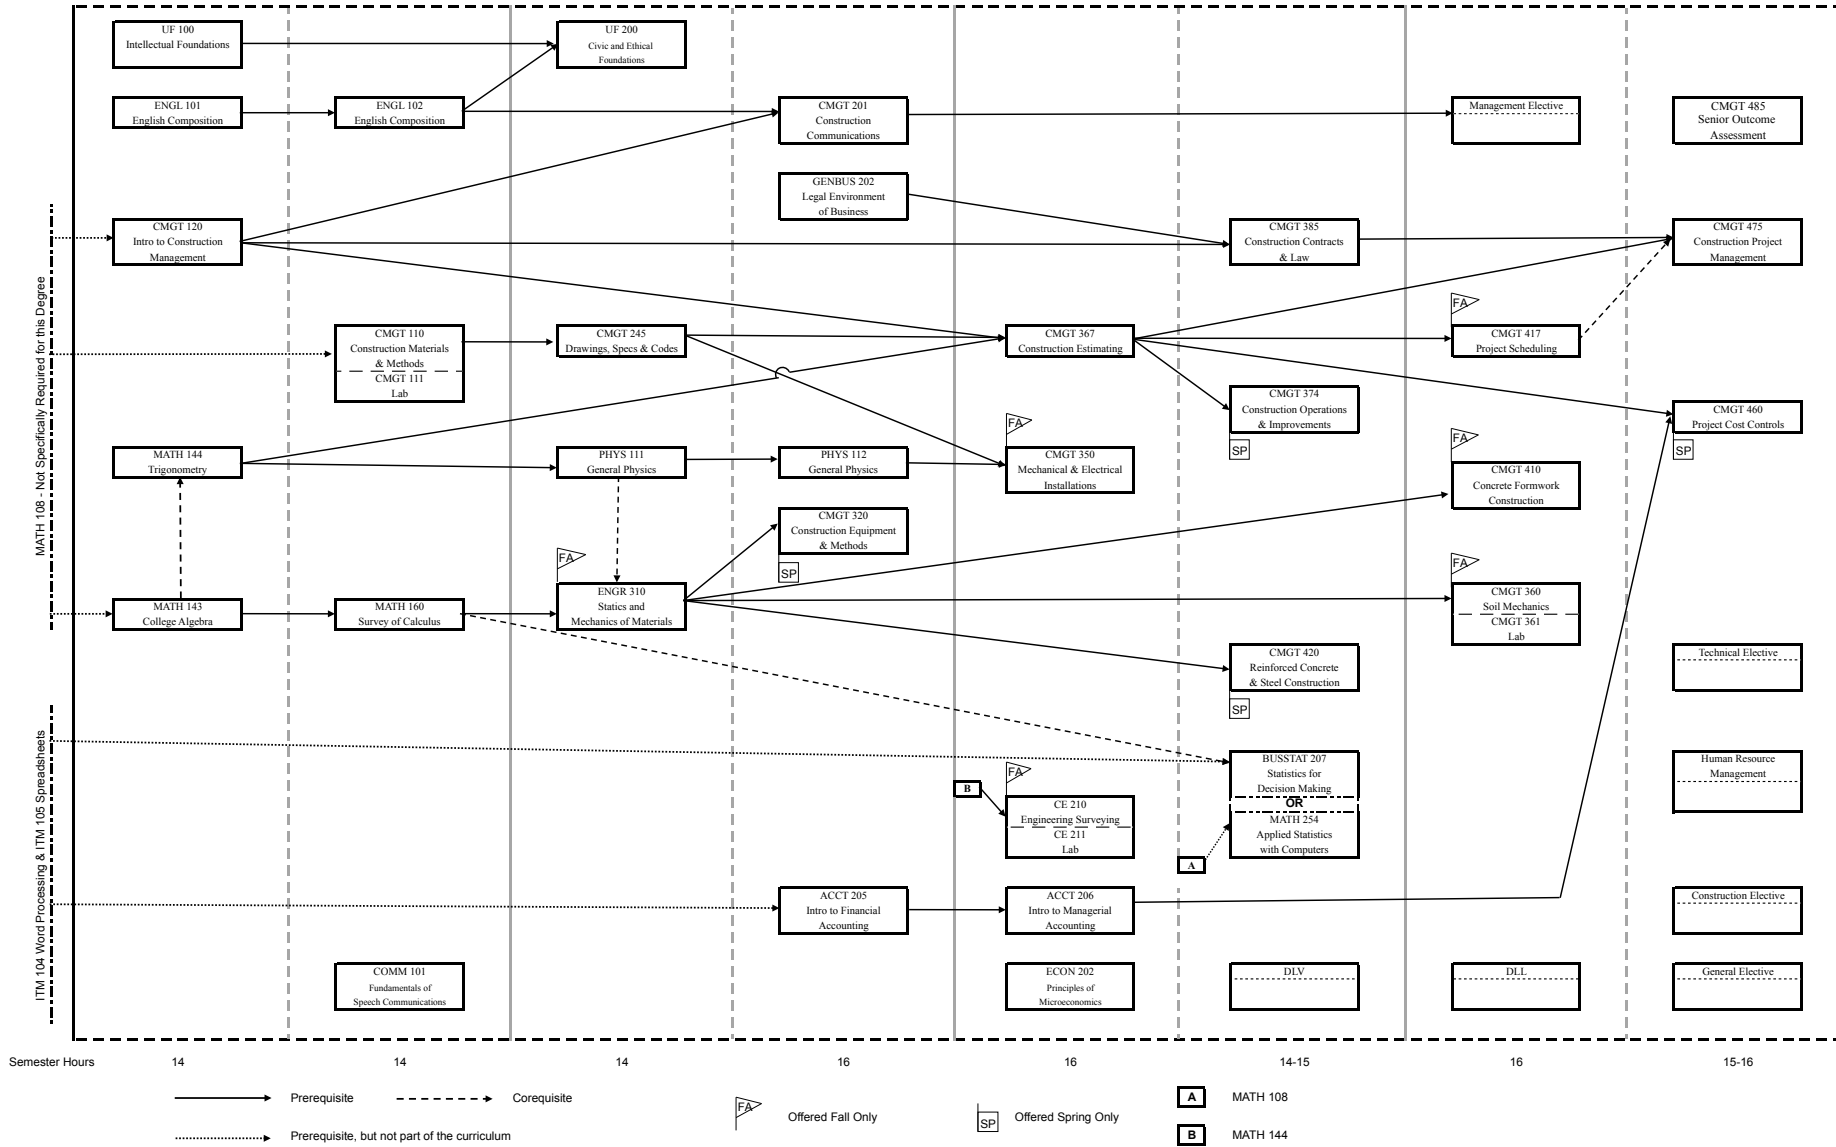 UF 100
Intellectual Foundations
UF 200
Civic and Ethical
Foundations
ENGL 101
English Composition
ENGL 102
English Composition
CMGT 201
Construction
Communications
Management Elective
CMGT 485
Senior Outcome
Assessment
GENBUS 202
Legal Environment
of Business
CMGT 120
Intro to Construction
Management
CMGT 385
Construction Contracts
& Law
CMGT 475
Construction Project
Management
MATH 108 - Not Specifically Required for this Degree
CMGT 110
Construction Materials
& Methods
CMGT 111
Lab
CMGT 245
Drawings, Specs & Codes
CMGT 367
Construction Estimating
FA
CMGT 417
Project Scheduling
CMGT 374
Construction Operations
& Improvements
SP
CMGT 460
Project Cost Controls
SP
MATH 144
Trigonometry
PHYS 111
General Physics
PHYS 112
General Physics
FA
CMGT 350
Mechanical & Electrical
Installations
FA
CMGT 410
Concrete Formwork
Construction
CMGT 320
Construction Equipment
& Methods
SP
MATH 143
College Algebra
MATH 160
Survey of Calculus
FA
ENGR 310
Statics and
Mechanics of Materials
FA
CMGT 360
Soil Mechanics
CMGT 361
Lab
CMGT 420
Reinforced Concrete
& Steel Construction
SP
Technical Elective
ITM 104 Word Processing & ITM 105 Spreadsheets
B
FA
CE 210
Engineering Surveying
CE 211
Lab
BUSSTAT 207
Statistics for
Decision Making
OR
MATH 254
Applied Statistics
with Computers
A
Human Resource
Management
ACCT 205
Intro to Financial
Accounting
ACCT 206
Intro to Managerial
Accounting
Construction Elective
COMM 101
Fundamentals of
Speech Communications
ECON 202
Principles of
Microeconomics
DLV
DLL
General Elective
Semester Hours 14 14 14 16 16 14-15 16 15-16
Prerequisite
Corequisite
FA Offered Fall Only
SP Offered Spring Only
A MATH 108
Prerequisite, but not part of the curriculum
B MATH 144